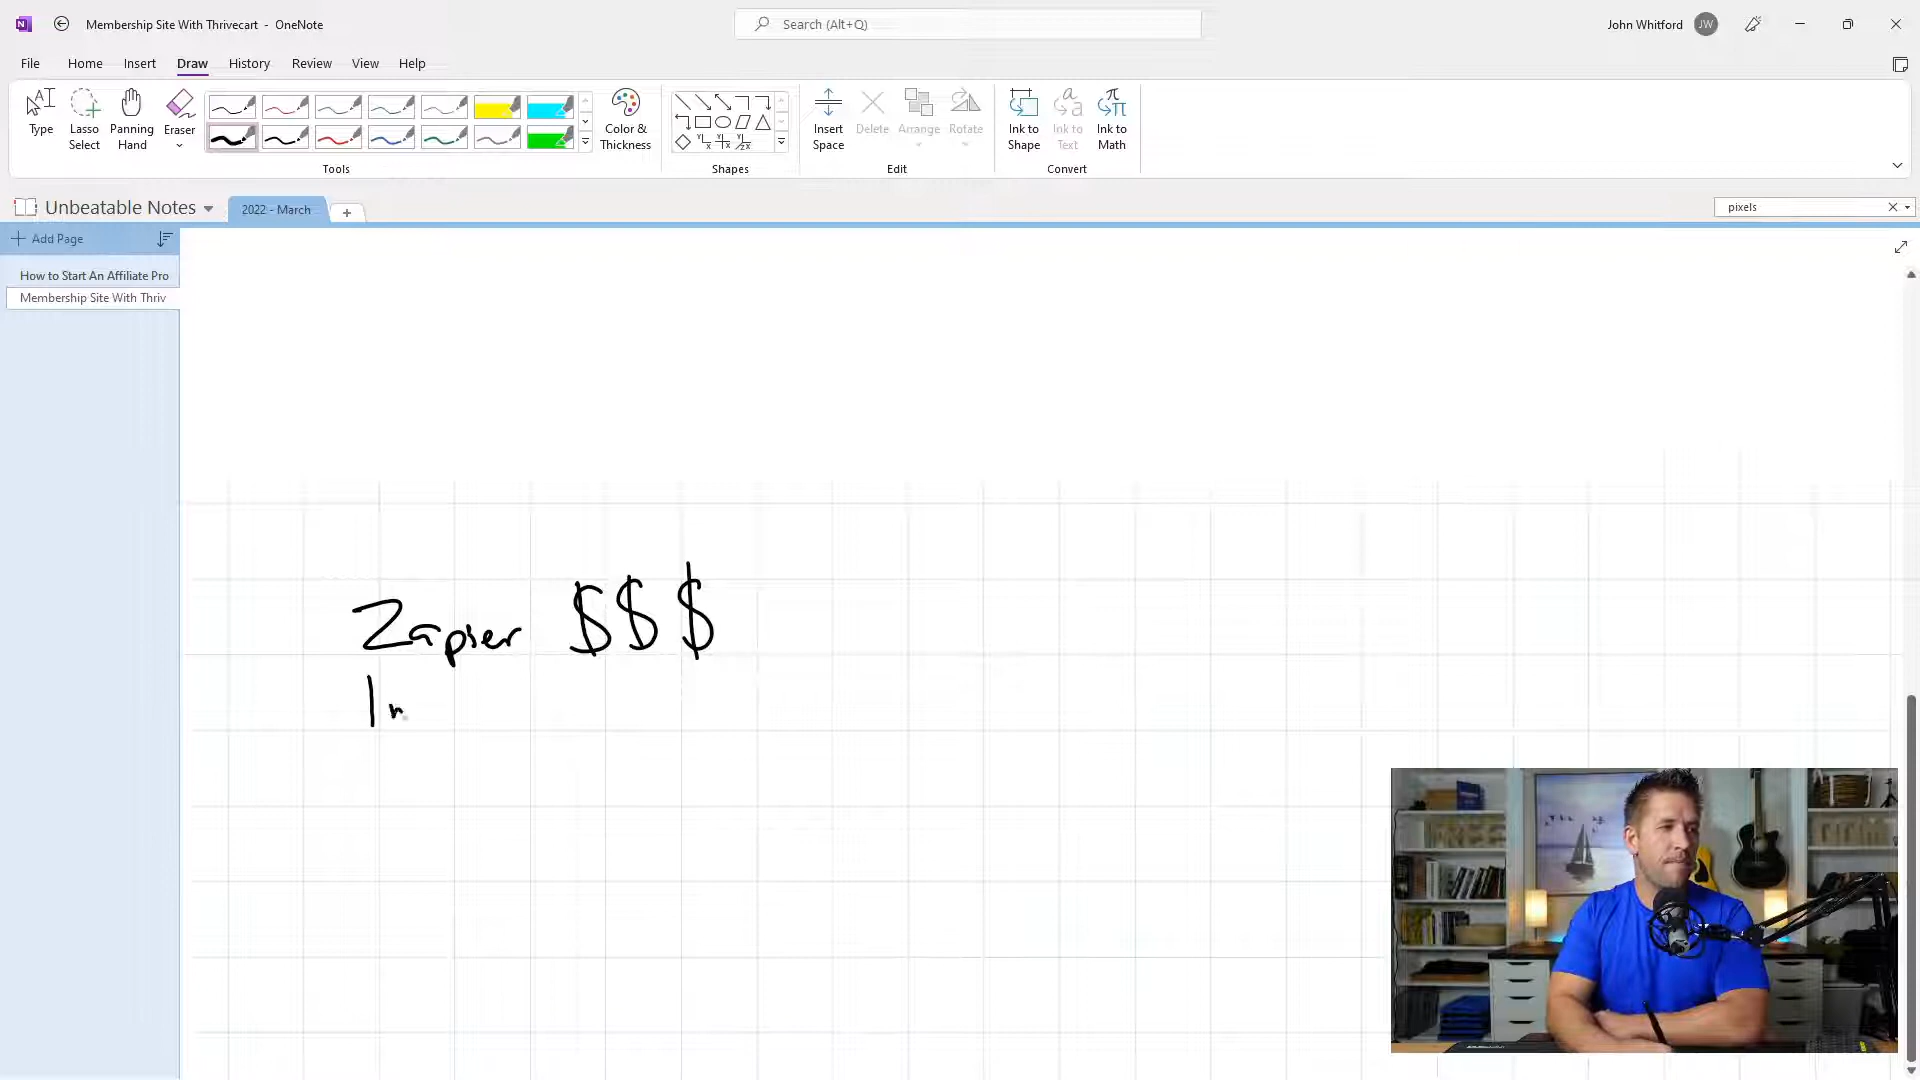 Membership Site With Thrivecart - OneNote
Search (Alt+Q)
John Whitford
JW
File Home Insert Draw History Review View Help
Type
Lasso Select
Panning Hand
Eraser
Color & Thickness
Insert Space
Delete
Arrange
Rotate
Ink to Shape
Ink to Text
Ink to Math
Tools
Shapes
Edit
Convert
Unbeatable Notes
2022 - March
pixels
Add Page
How to Start An Affiliate Pro
Membership Site With Thriv
Zapier $$$
In